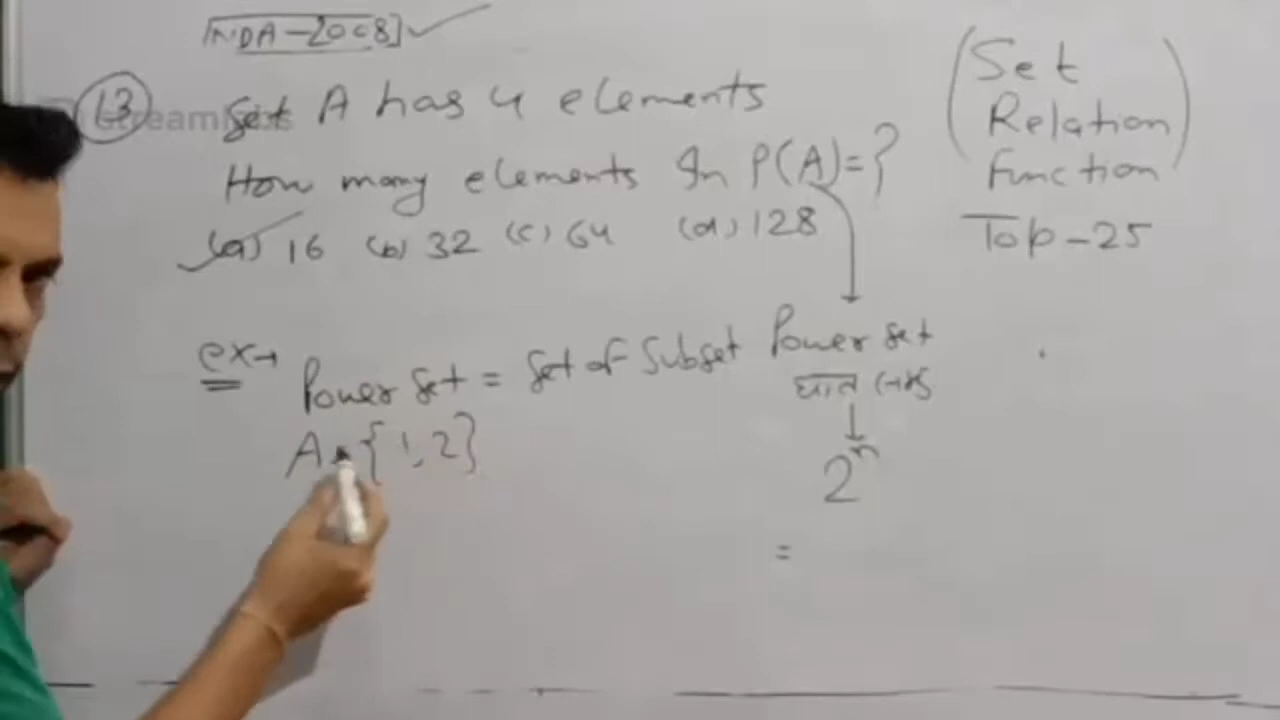 NDA-2008
(13) Set A has 4 elements
How many elements In P(A)=?
(a) 16 (b) 32 (c) 64 (d) 128
ex→ Power set = set of subset
A = { 1, 2 }
Power set
घात
2ⁿ
=
(Set
Relation
Function)
Top-25